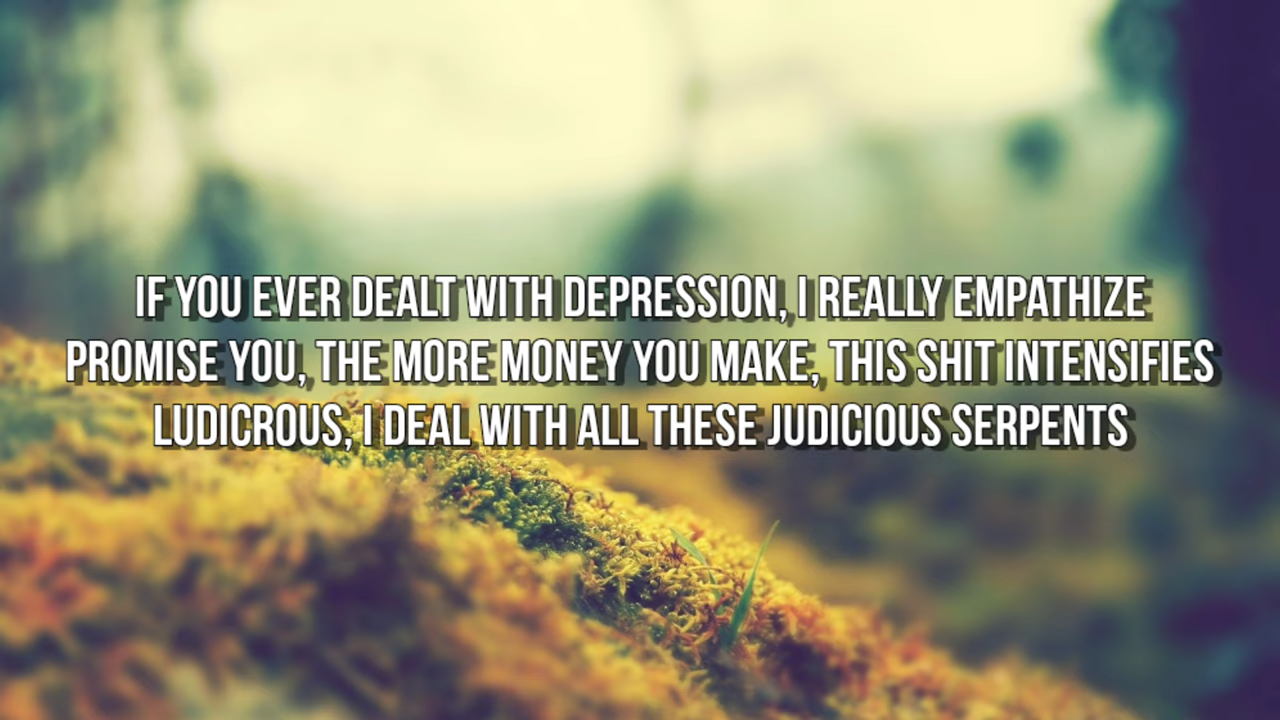 IF YOU EVER DEALT WITH DEPRESSION, I REALLY EMPATHIZE
PROMISE YOU, THE MORE MONEY YOU MAKE, THIS SHIT INTENSIFIES
LUDICROUS, I DEAL WITH ALL THESE JUDICIOUS SERPENTS